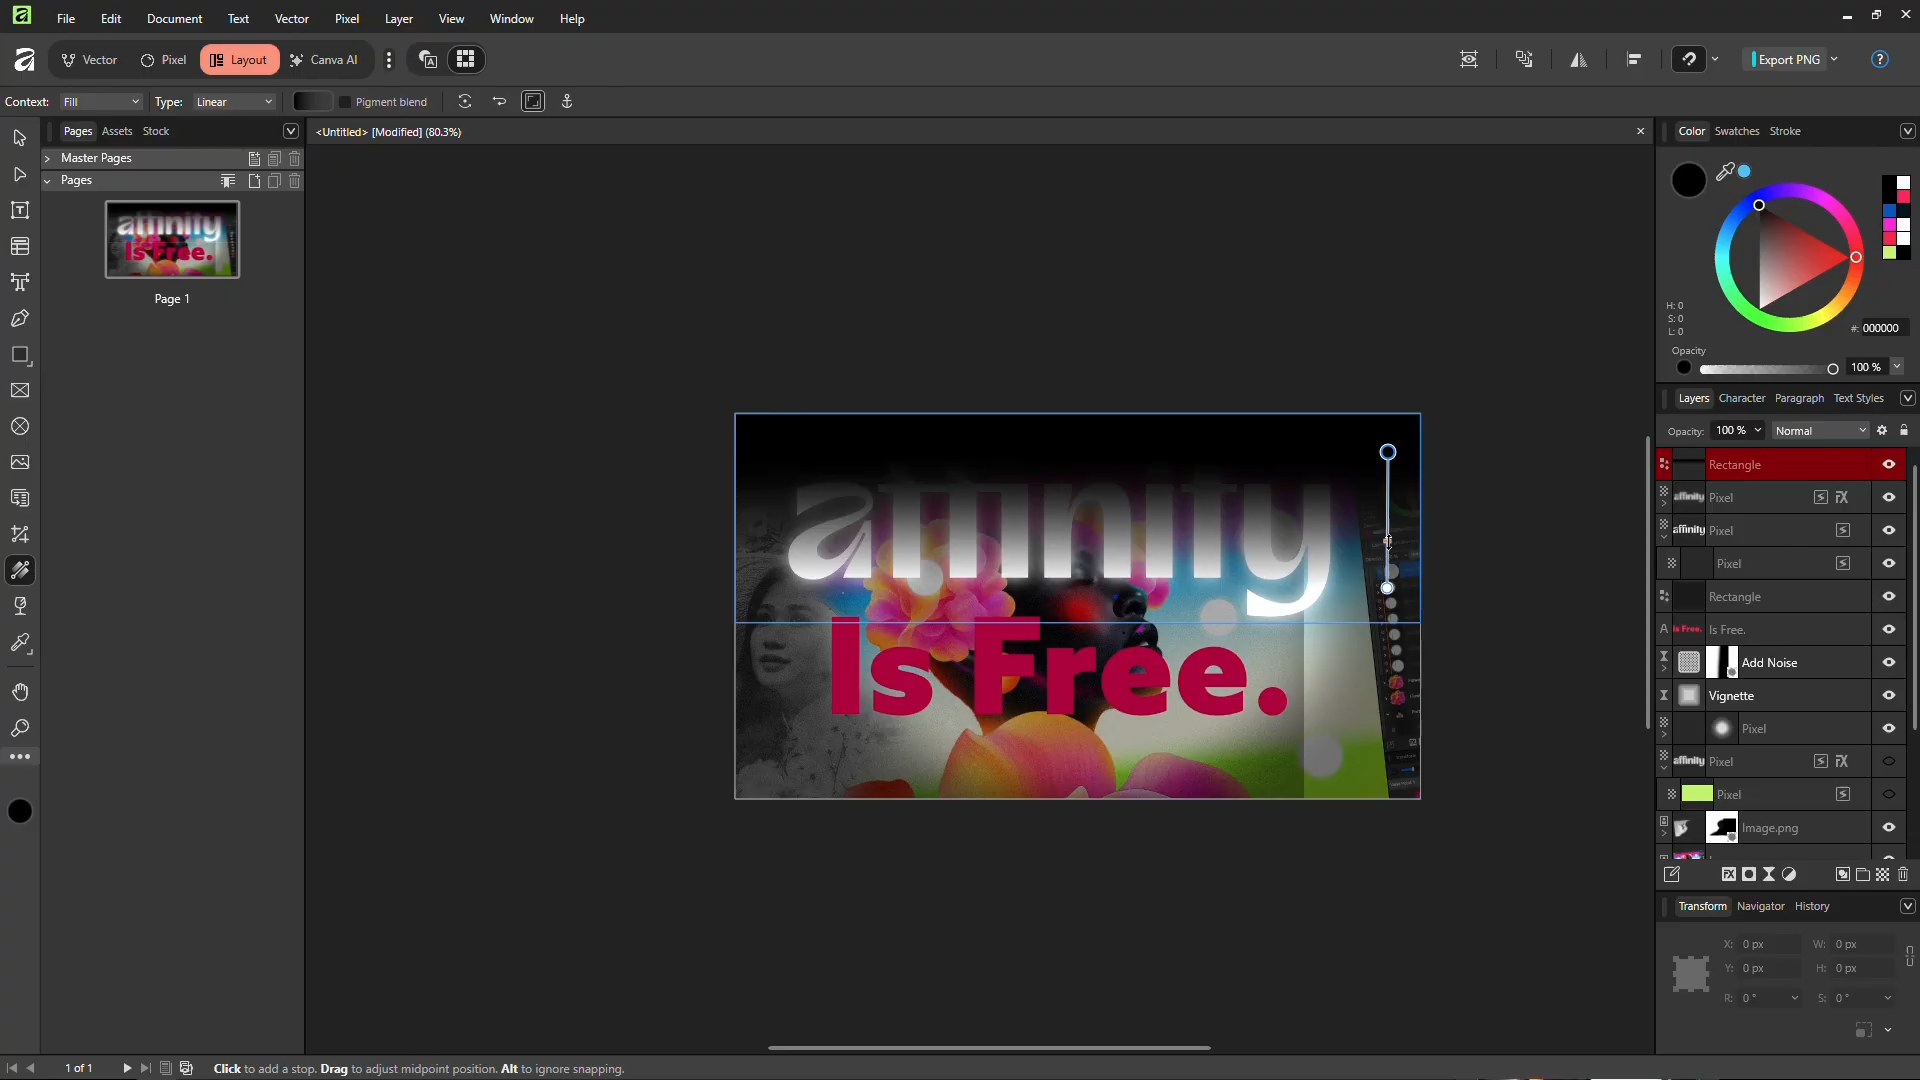 File Edit Document Text Vector Pixel Layer View Window Help
Vector Pixel Layout Canva AI Export PNG ?
Context: Fill Type: Linear Pigment blend
Pages Assets Stock
Master Pages
Pages
Page 1
<Untitled> [Modified] (80.3%)
affinity
Is Free.
Color Swatches Stroke
H: 0
S: 0
L: 0
#: 000000
Opacity
100 %
Layers Character Paragraph Text Styles
Opacity: 100 % Normal
Rectangle
affinity Pixel FX
affinity Pixel
Pixel
Rectangle
A Is Free. Is Free.
Add Noise
Vignette
Pixel
affinity Pixel FX
Pixel
Image.png
FX
Transform Navigator History
X: 0 px W: 0 px
Y: 0 px H: 0 px
R: 0 ° S: 0 °
1 of 1 Click to add a stop. Drag to adjust midpoint position. Alt to ignore snapping.